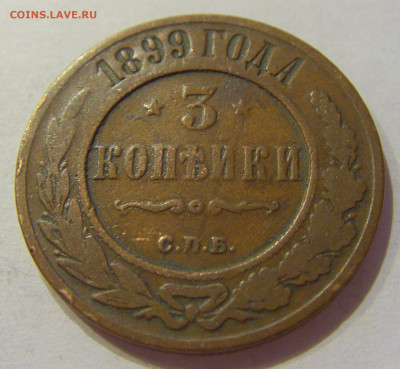 COINS.LAVE.RU
1899 ГОДА
3
КОПѢЙКИ
С.П.Б.